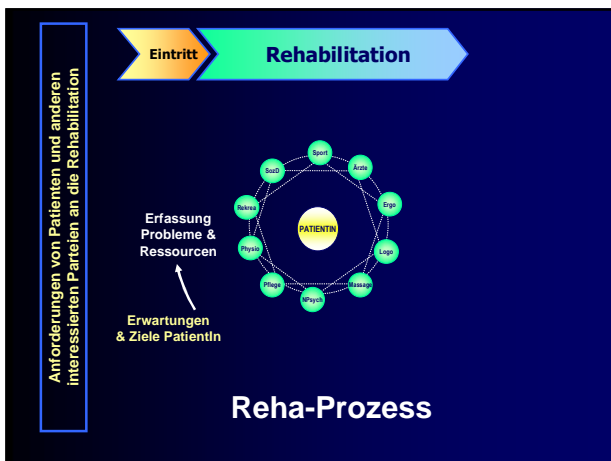 Anforderungen von Patienten und anderen
interessierten Parteien an die Rehabilitation
Eintritt
Rehabilitation
Sport
Ärzte
Ergo
Logo
Massage
NPsych
Pflege
Physio
Rekrea
SozD
PATIENTIN
Erfassung
Probleme &
Ressourcen
Erwartungen
& Ziele PatientIn
Reha-Prozess